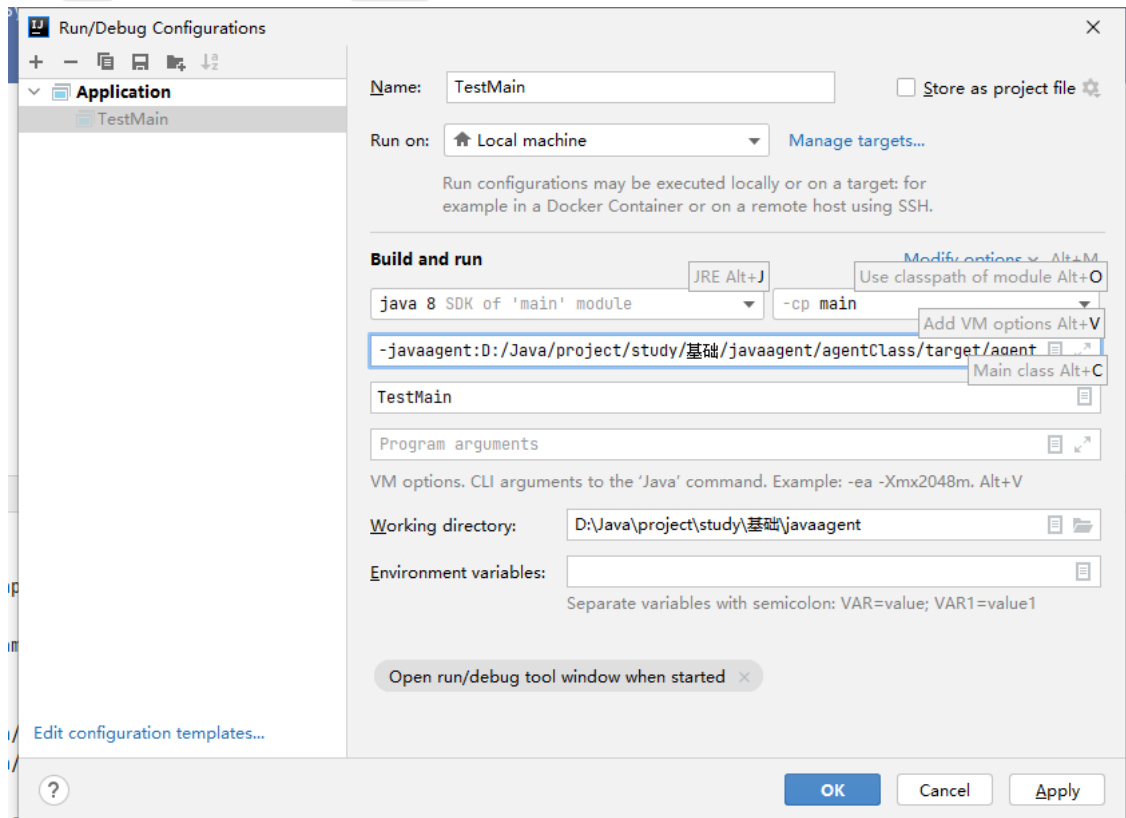 Run/Debug Configurations
Application
TestMain
Name: TestMain Store as project file
Run on: Local machine Manage targets...
Run configurations may be executed locally or on a target: for
example in a Docker Container or on a remote host using SSH.
Build and run Modify options Alt+M
JRE Alt+J Use classpath of module Alt+O
java 8 SDK of 'main' module -cp main
Add VM options Alt+V
-javaagent:D:/Java/project/study/基础/javaagent/agentClass/target/agent
Main class Alt+C
TestMain
Program arguments
VM options. CLI arguments to the ‘Java’ command. Example: -ea -Xmx2048m. Alt+V
Working directory: D:\Java\project\study\基础\javaagent
Environment variables:
Separate variables with semicolon: VAR=value; VAR1=value1
Open run/debug tool window when started
Edit configuration templates...
? OK Cancel Apply